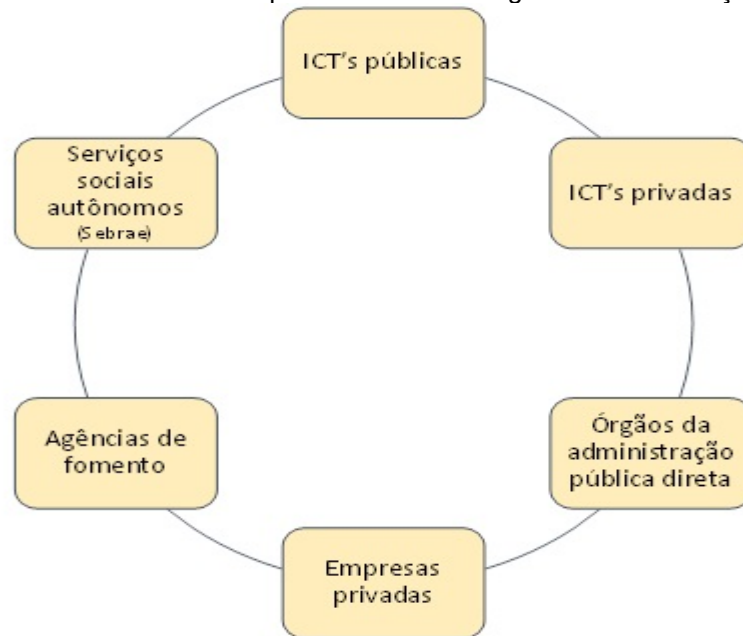 ICT's públicas
Serviços
sociais
autônomos
(Sebrae)
ICT's privadas
Agências de
fomento
Órgãos da
administração
pública direta
Empresas
privadas